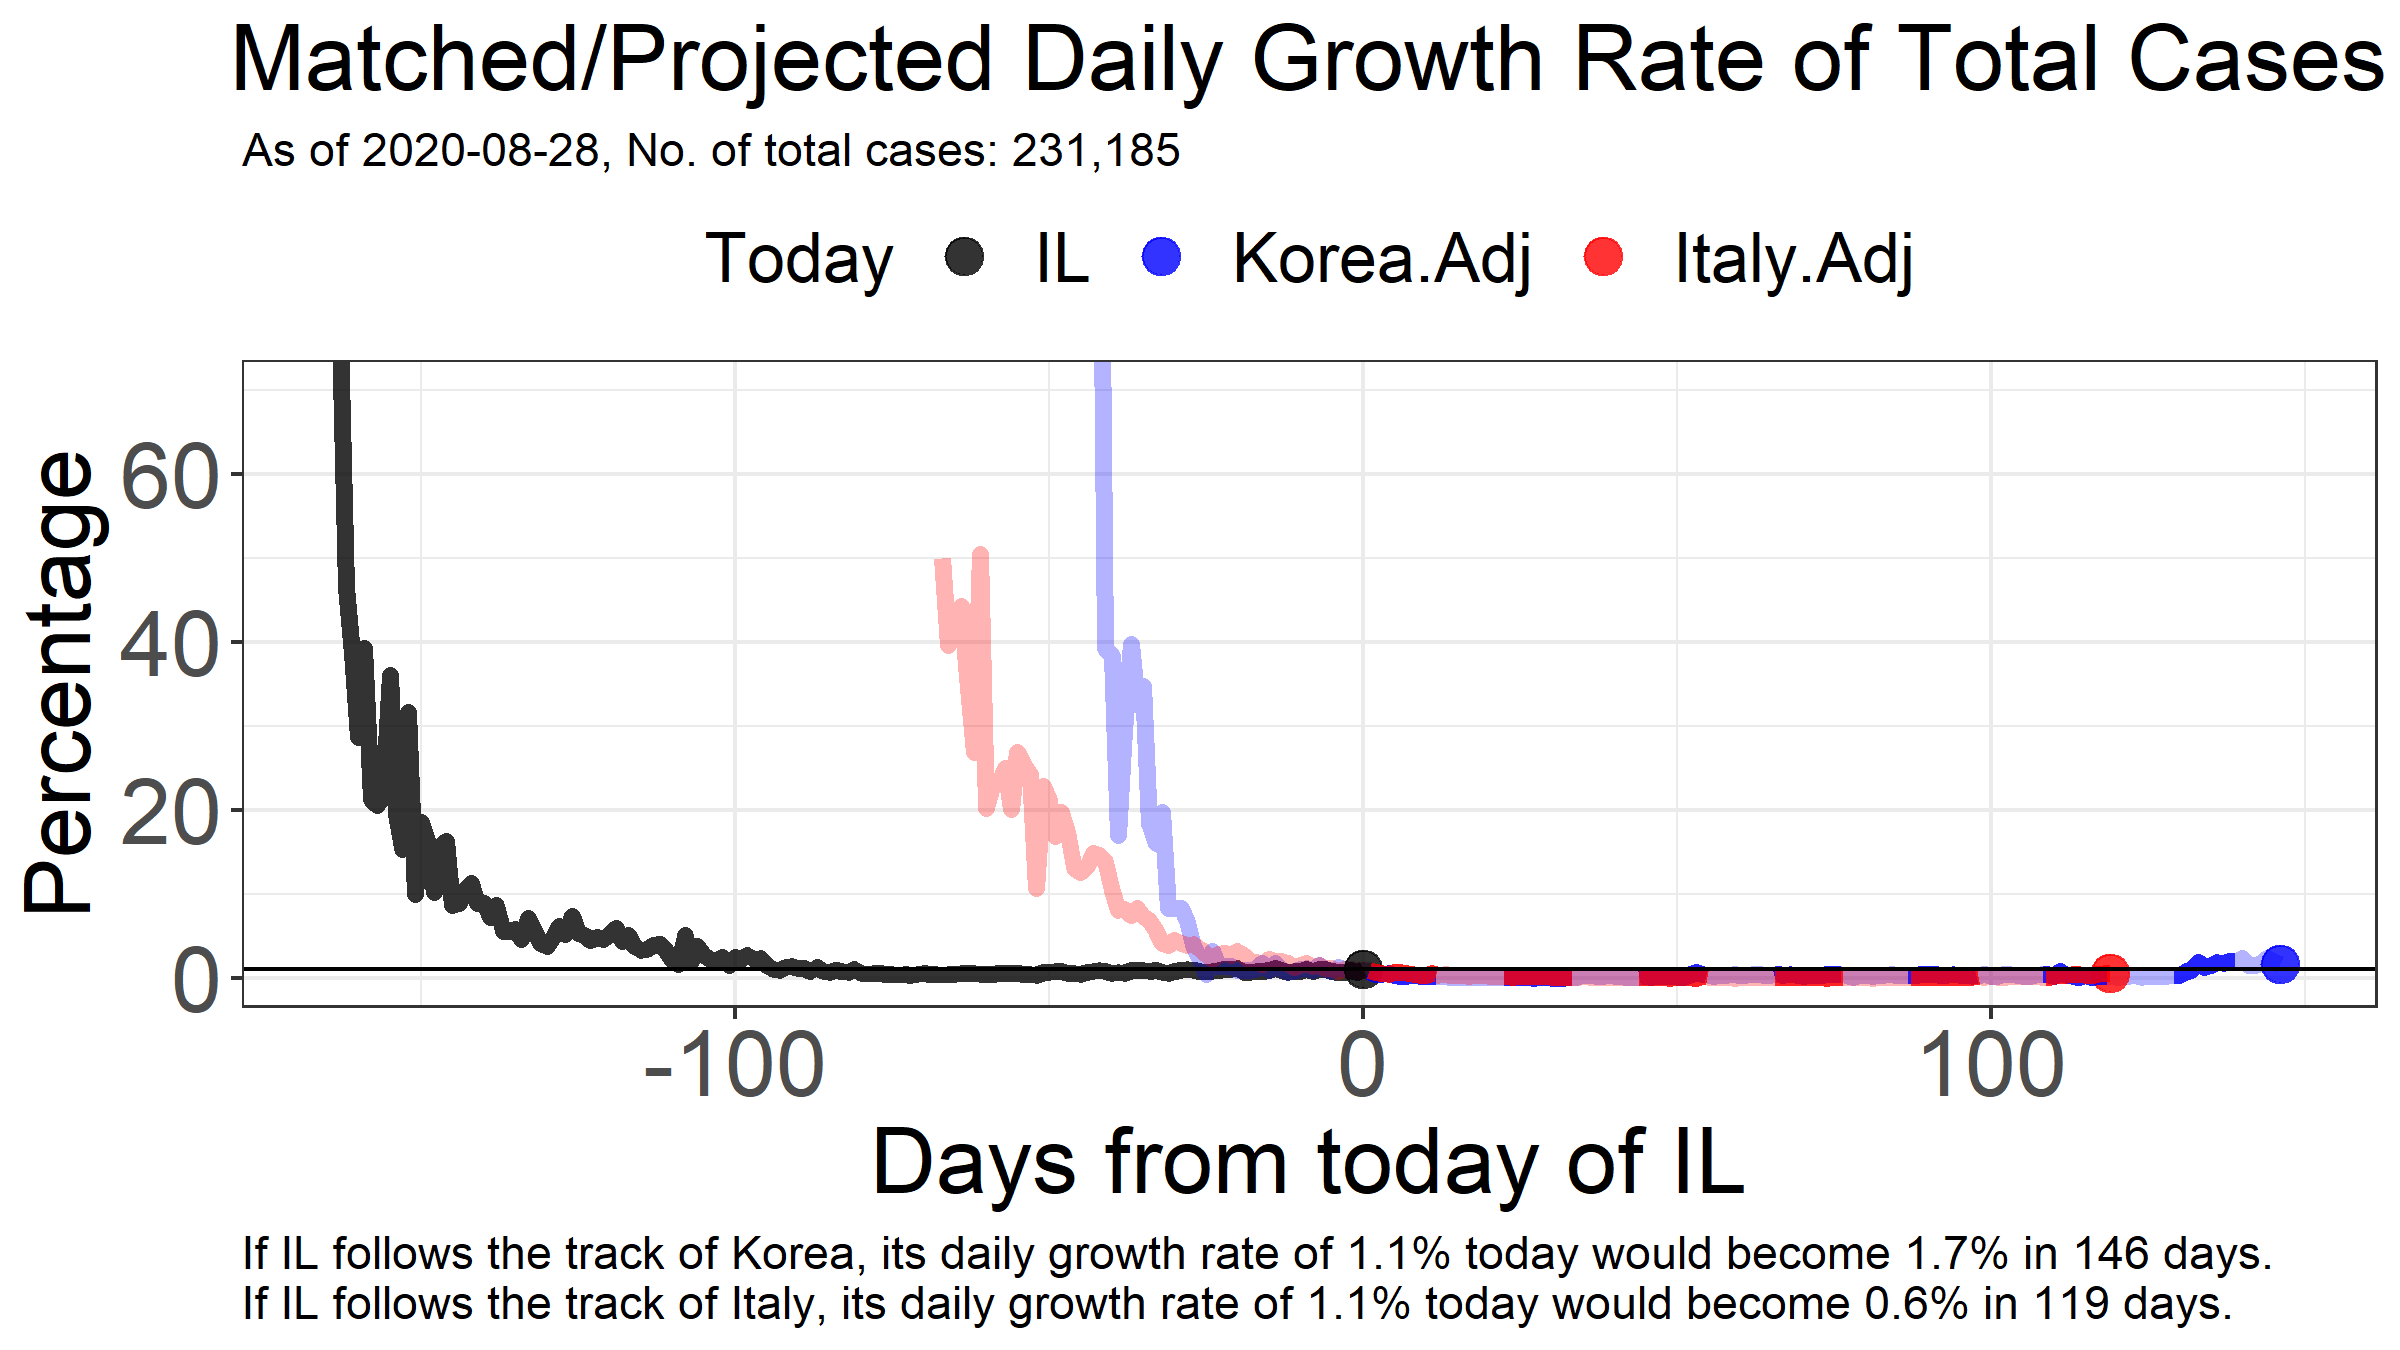 Matched/Projected Daily Growth Rate of Total Cases
As of 2020-08-28, No. of total cases: 231,185
Today IL Korea.Adj Italy.Adj
Percentage
60
40
20
0
-100 0 100
Days from today of IL
If IL follows the track of Korea, its daily growth rate of 1.1% today would become 1.7% in 146 days.
If IL follows the track of Italy, its daily growth rate of 1.1% today would become 0.6% in 119 days.